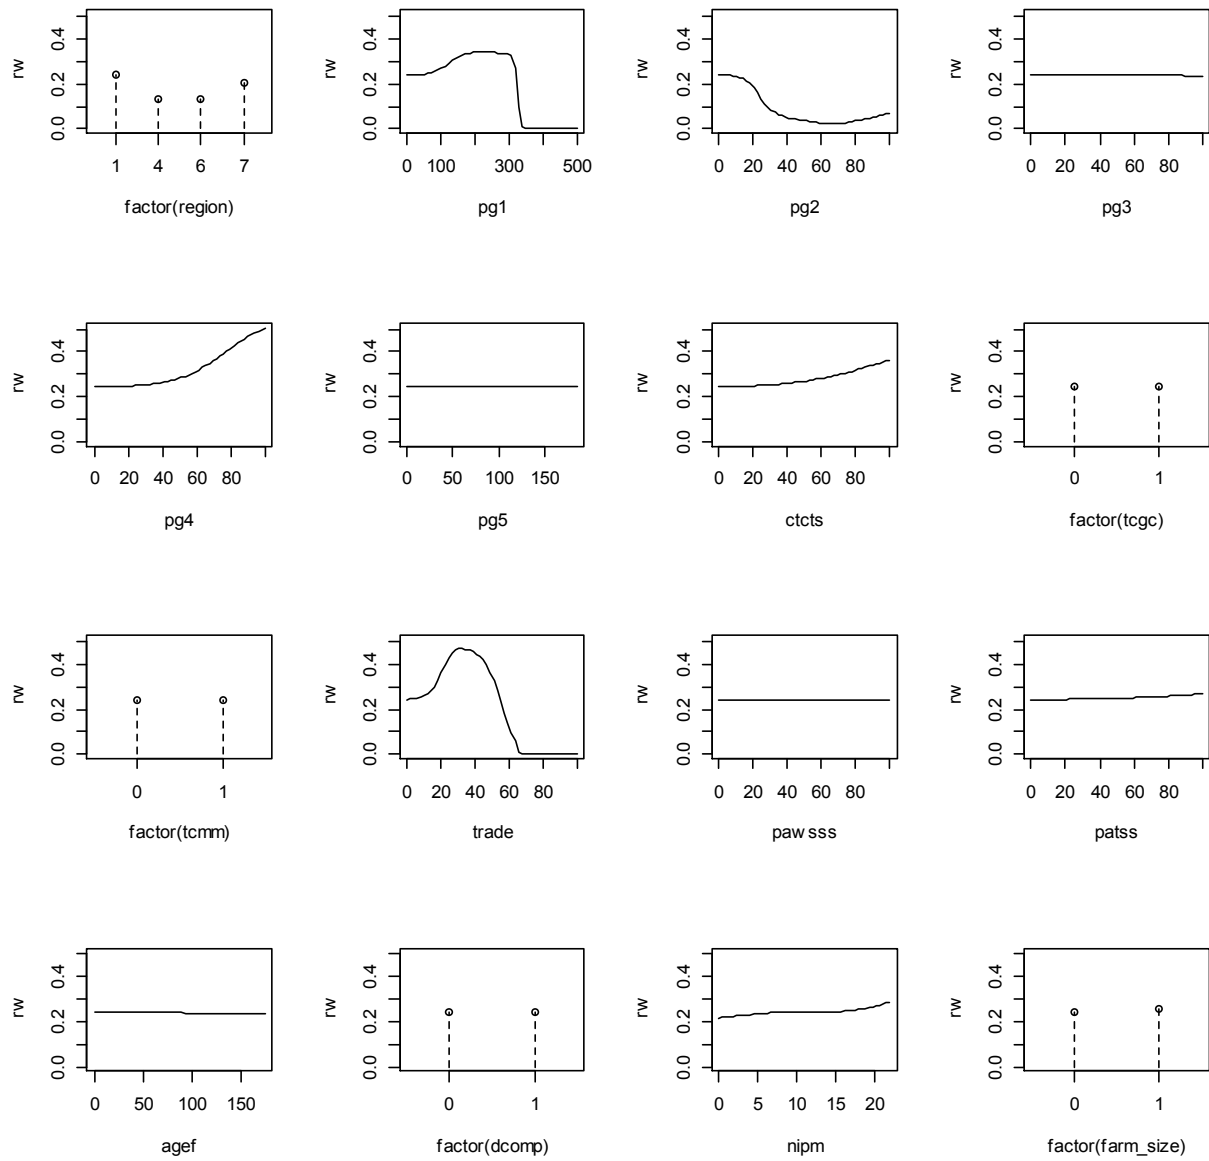 rw
0.0 0.2 0.4
1 4 6 7
factor(region)
rw
0.0 0.2 0.4
0 100 300 500
pg1
rw
0.0 0.2 0.4
0 20 40 60 80
pg2
rw
0.0 0.2 0.4
0 20 40 60 80
pg3
rw
0.0 0.2 0.4
0 20 40 60 80
pg4
rw
0.0 0.2 0.4
0 50 100 150
pg5
rw
0.0 0.2 0.4
0 20 40 60 80
ctcts
rw
0.0 0.2 0.4
0 1
factor(tcgc)
rw
0.0 0.2 0.4
0 1
factor(tcmm)
rw
0.0 0.2 0.4
0 20 40 60 80
trade
rw
0.0 0.2 0.4
0 20 40 60 80
paw sss
rw
0.0 0.2 0.4
0 20 40 60 80
patss
rw
0.0 0.2 0.4
0 50 100 150
agef
rw
0.0 0.2 0.4
0 1
factor(dcomp)
rw
0.0 0.2 0.4
0 5 10 15 20
nipm
rw
0.0 0.2 0.4
0 1
factor(farm_size)